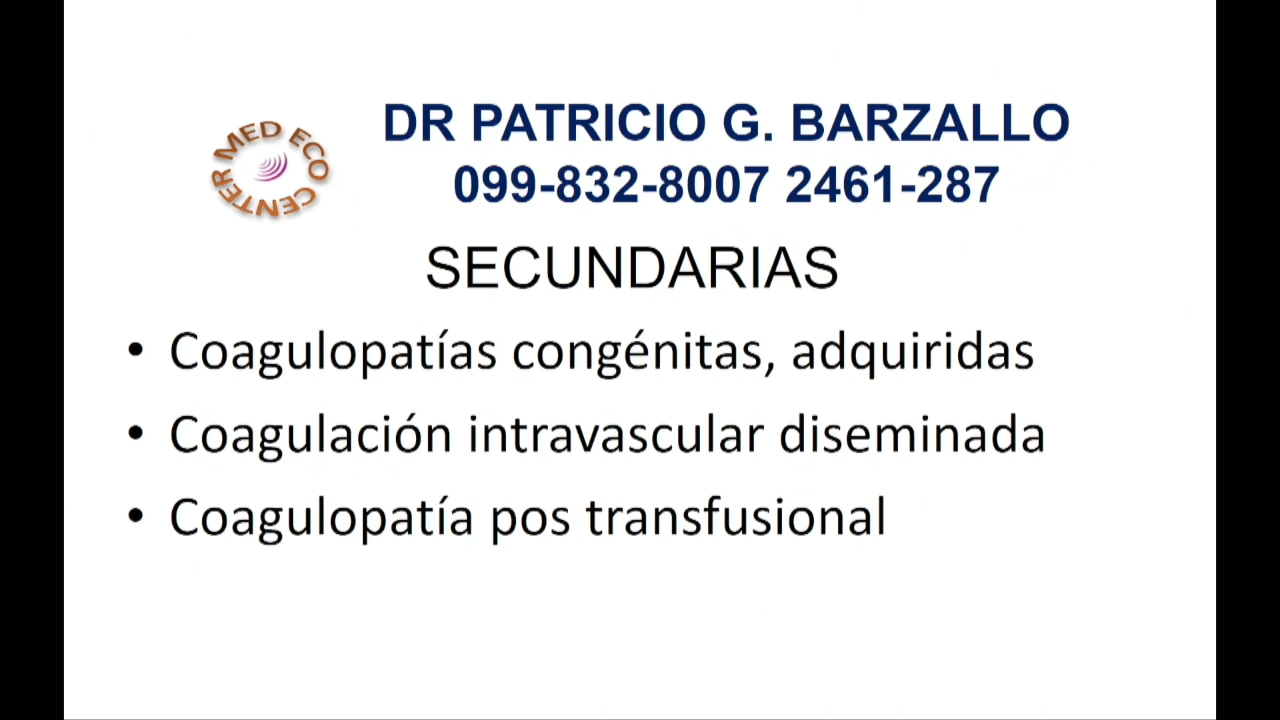 MED ECO CENTER
DR PATRICIO G. BARZALLO
099-832-8007 2461-287
SECUNDARIAS
• Coagulopatías congénitas, adquiridas
• Coagulación intravascular diseminada
• Coagulopatía pos transfusional